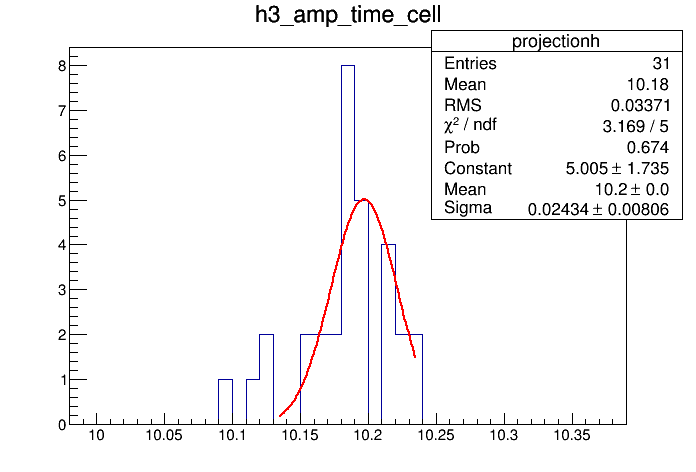 h3_amp_time_cell
projectionh
Entries 31
Mean 10.18
RMS 0.03371
χ² / ndf 3.169 / 5
Prob 0.674
Constant 5.005 ± 1.735
Mean 10.2 ± 0.0
Sigma 0.02434 ± 0.00806
8
7
6
5
4
3
2
1
0
10 10.05 10.1 10.15 10.2 10.25 10.3 10.35